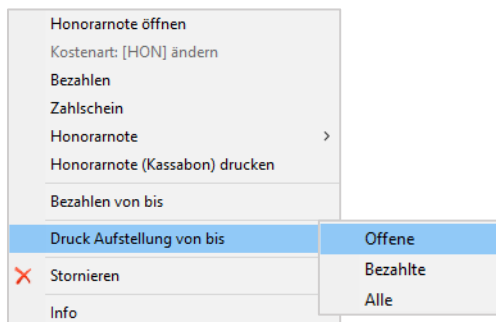 Honorarnote öffnen
Kostenart: [HON] ändern
Bezahlen
Zahlschein
Honorarnote
Honorarnote (Kassabon) drucken
Bezahlen von bis
Druck Aufstellung von bis
Offene
Bezahlte
Alle
Stornieren
Info